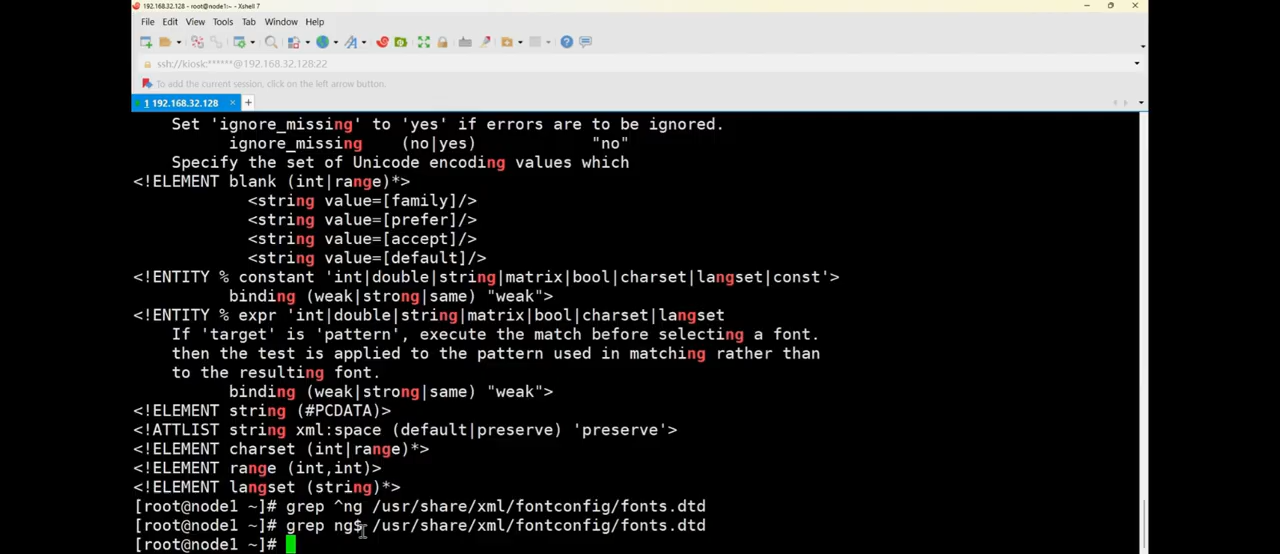 192.168.32.128 - root@node1:~ - Xshell 7
File Edit View Tools Tab Window Help
ssh://kiosk:******@192.168.32.128:22
To add the current session, click on the left arrow button.
1 192.168.32.128 × +
Set 'ignore_missing' to 'yes' if errors are to be ignored.
ignore_missing (no|yes) "no"
Specify the set of Unicode encoding values which
<!ELEMENT blank (int|range)*>
<string value=[family]/>
<string value=[prefer]/>
<string value=[accept]/>
<string value=[default]/>
<!ENTITY % constant 'int|double|string|matrix|bool|charset|langset|const'>
binding (weak|strong|same) "weak">
<!ENTITY % expr 'int|double|string|matrix|bool|charset|langset
If 'target' is 'pattern', execute the match before selecting a font.
then the test is applied to the pattern used in matching rather than
to the resulting font.
binding (weak|strong|same) "weak">
<!ELEMENT string (#PCDATA)>
<!ATTLIST string xml:space (default|preserve) 'preserve'>
<!ELEMENT charset (int|range)*>
<!ELEMENT range (int,int)>
<!ELEMENT langset (string)*>
[root@node1 ~]# grep ^ng /usr/share/xml/fontconfig/fonts.dtd
[root@node1 ~]# grep ng$ /usr/share/xml/fontconfig/fonts.dtd
[root@node1 ~]#